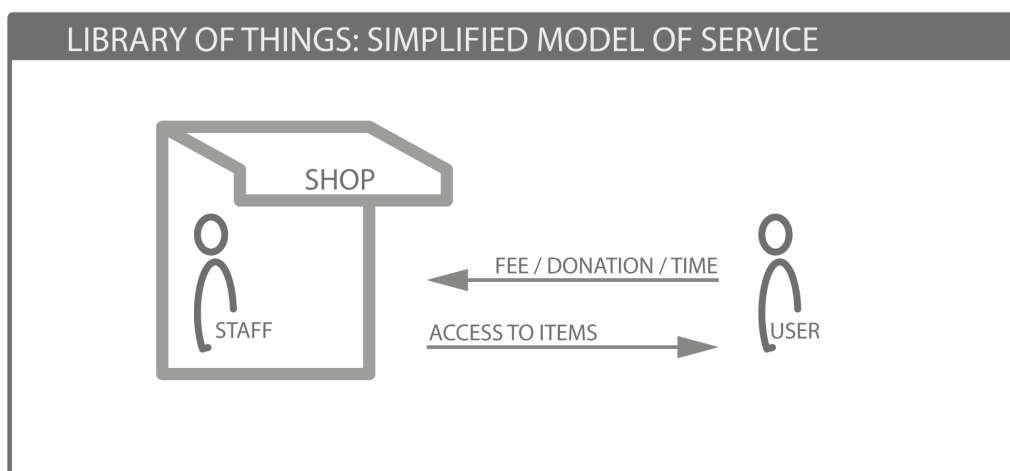 LIBRARY OF THINGS: SIMPLIFIED MODEL OF SERVICE
SHOP
FEE / DONATION / TIME
ACCESS TO ITEMS
STAFF
USER